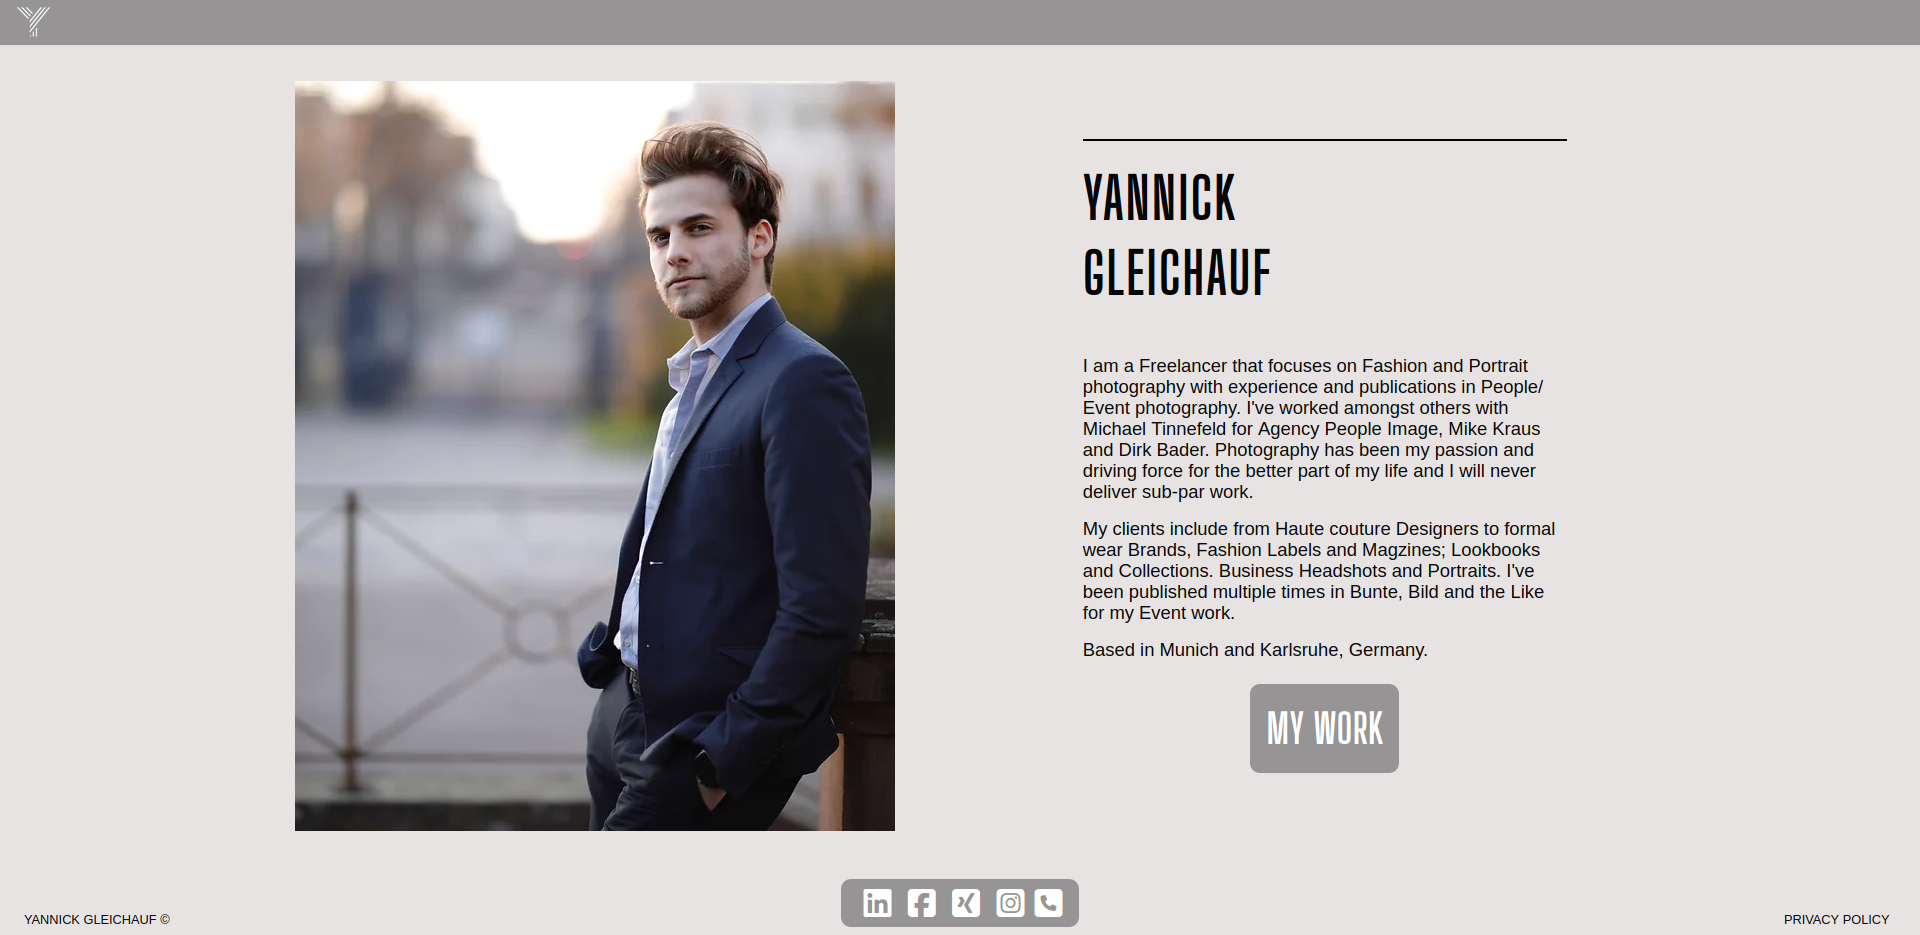 YANNICK
GLEICHAUF
I am a Freelancer that focuses on Fashion and Portrait
photography with experience and publications in People/
Event photography. I've worked amongst others with
Michael Tinnefeld for Agency People Image, Mike Kraus
and Dirk Bader. Photography has been my passion and
driving force for the better part of my life and I will never
deliver sub-par work.
My clients include from Haute couture Designers to formal
wear Brands, Fashion Labels and Magzines; Lookbooks
and Collections. Business Headshots and Portraits. I've
been published multiple times in Bunte, Bild and the Like
for my Event work.
Based in Munich and Karlsruhe, Germany.
MY WORK
in
YANNICK GLEICHAUF ©
PRIVACY POLICY